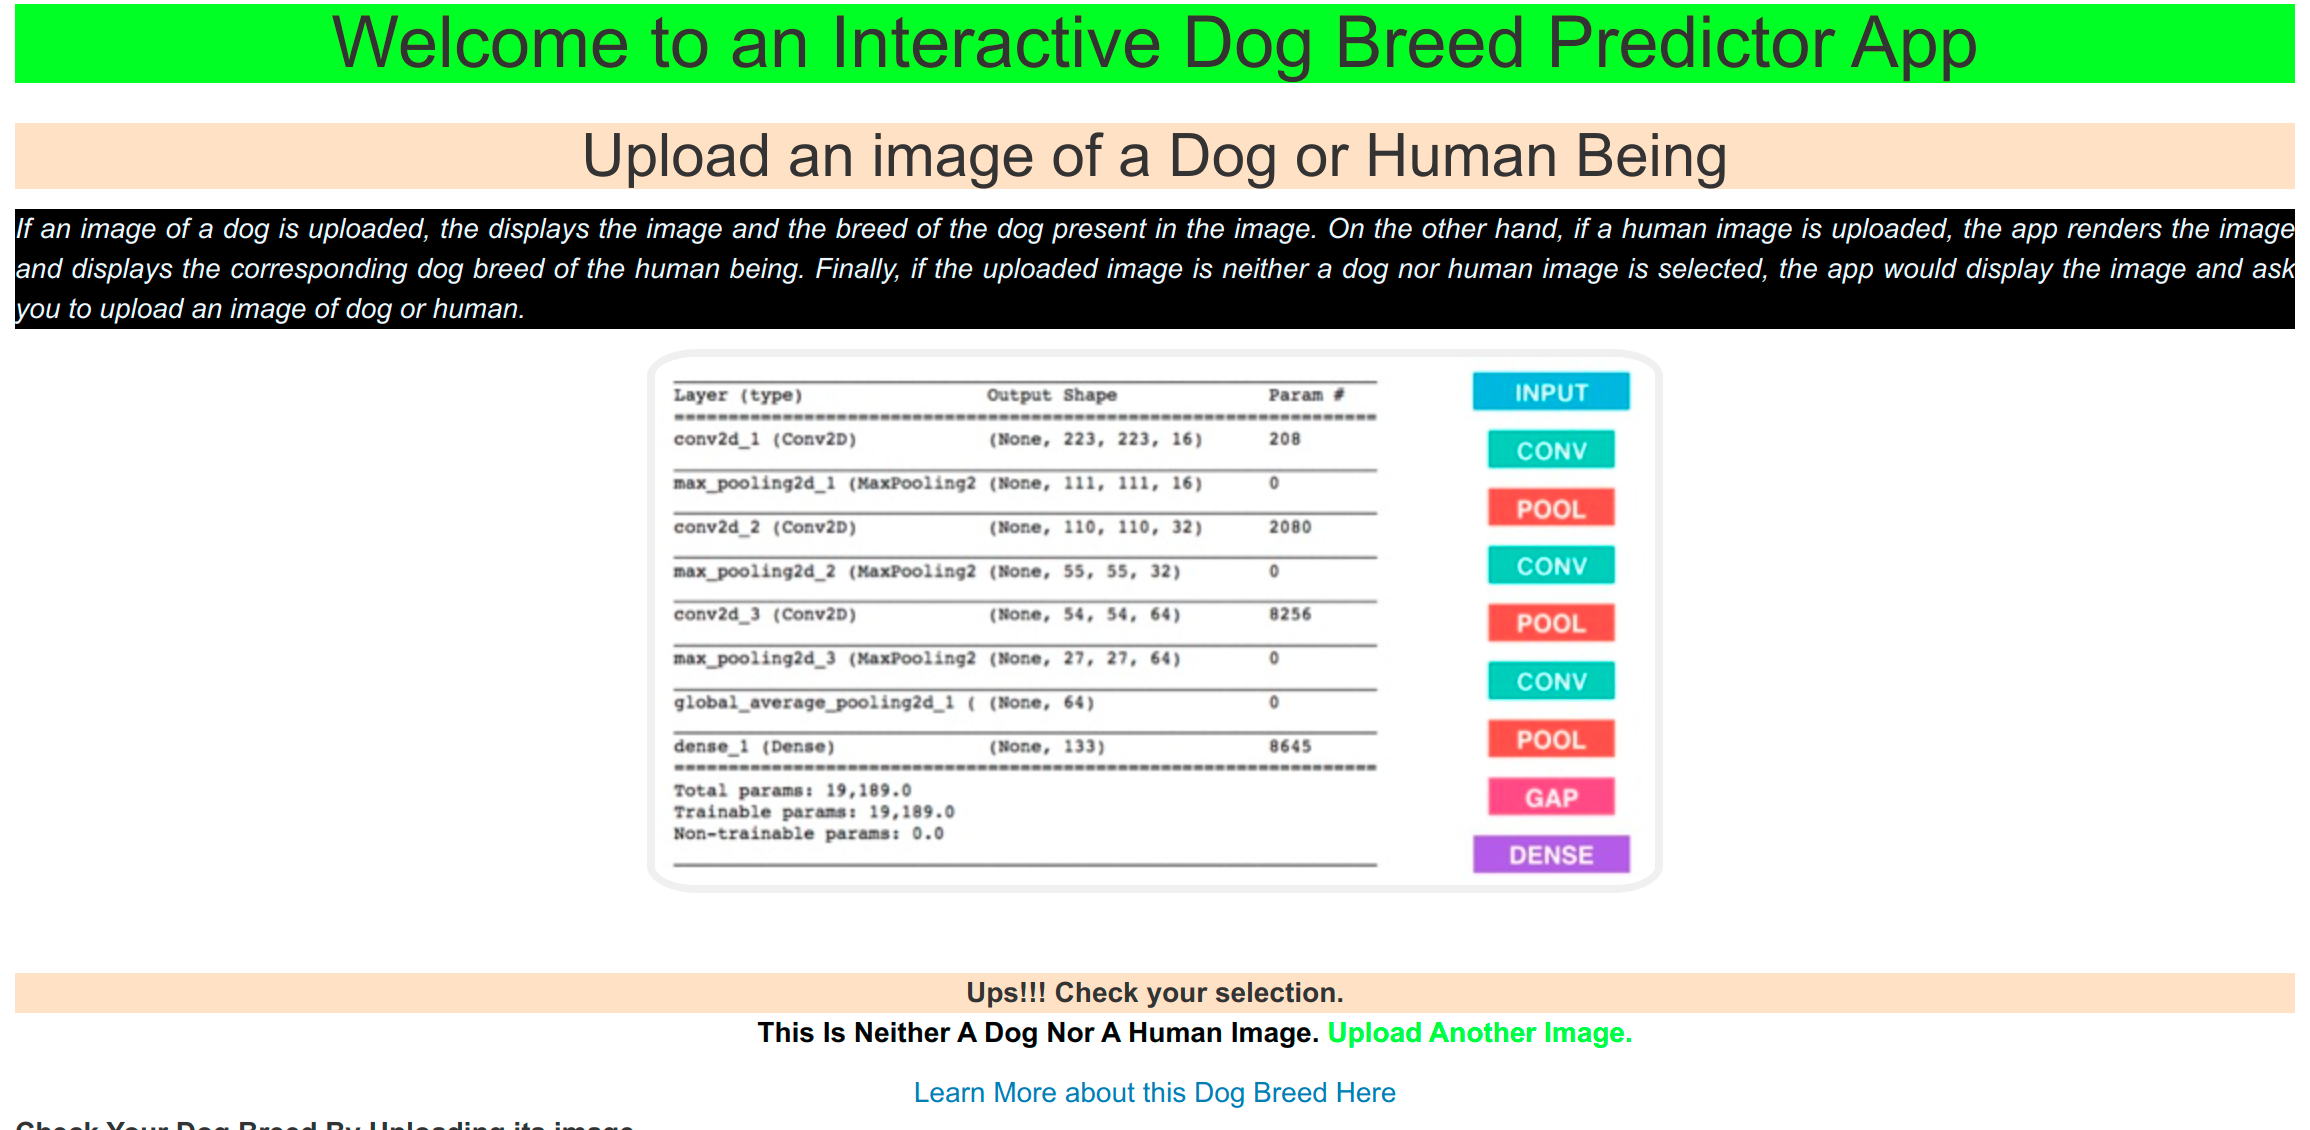 Welcome to an Interactive Dog Breed Predictor App
Upload an image of a Dog or Human Being
If an image of a dog is uploaded, the displays the image and the breed of the dog present in the image. On the other hand, if a human image is uploaded, the app renders the image
and displays the corresponding dog breed of the human being. Finally, if the uploaded image is neither a dog nor human image is selected, the app would display the image and ask
you to upload an image of dog or human.
Layer (type) Output Shape Param #
conv2d_1 (Conv2D) (None, 223, 223, 16) 208
max_pooling2d_1 (MaxPooling2 (None, 111, 111, 16) 0
conv2d_2 (Conv2D) (None, 110, 110, 32) 2080
max_pooling2d_2 (MaxPooling2 (None, 55, 55, 32) 0
conv2d_3 (Conv2D) (None, 54, 54, 64) 8256
max_pooling2d_3 (MaxPooling2 (None, 27, 27, 64) 0
global_average_pooling2d_1 ( (None, 64) 0
dense_1 (Dense) (None, 133) 8645
Total params: 19,189.0
Trainable params: 19,189.0
Non-trainable params: 0.0
INPUT
CONV
POOL
CONV
POOL
CONV
POOL
GAP
DENSE
Ups!!! Check your selection.
This Is Neither A Dog Nor A Human Image. Upload Another Image.
Learn More about this Dog Breed Here
Check Your Dog Breed By Uploading its image